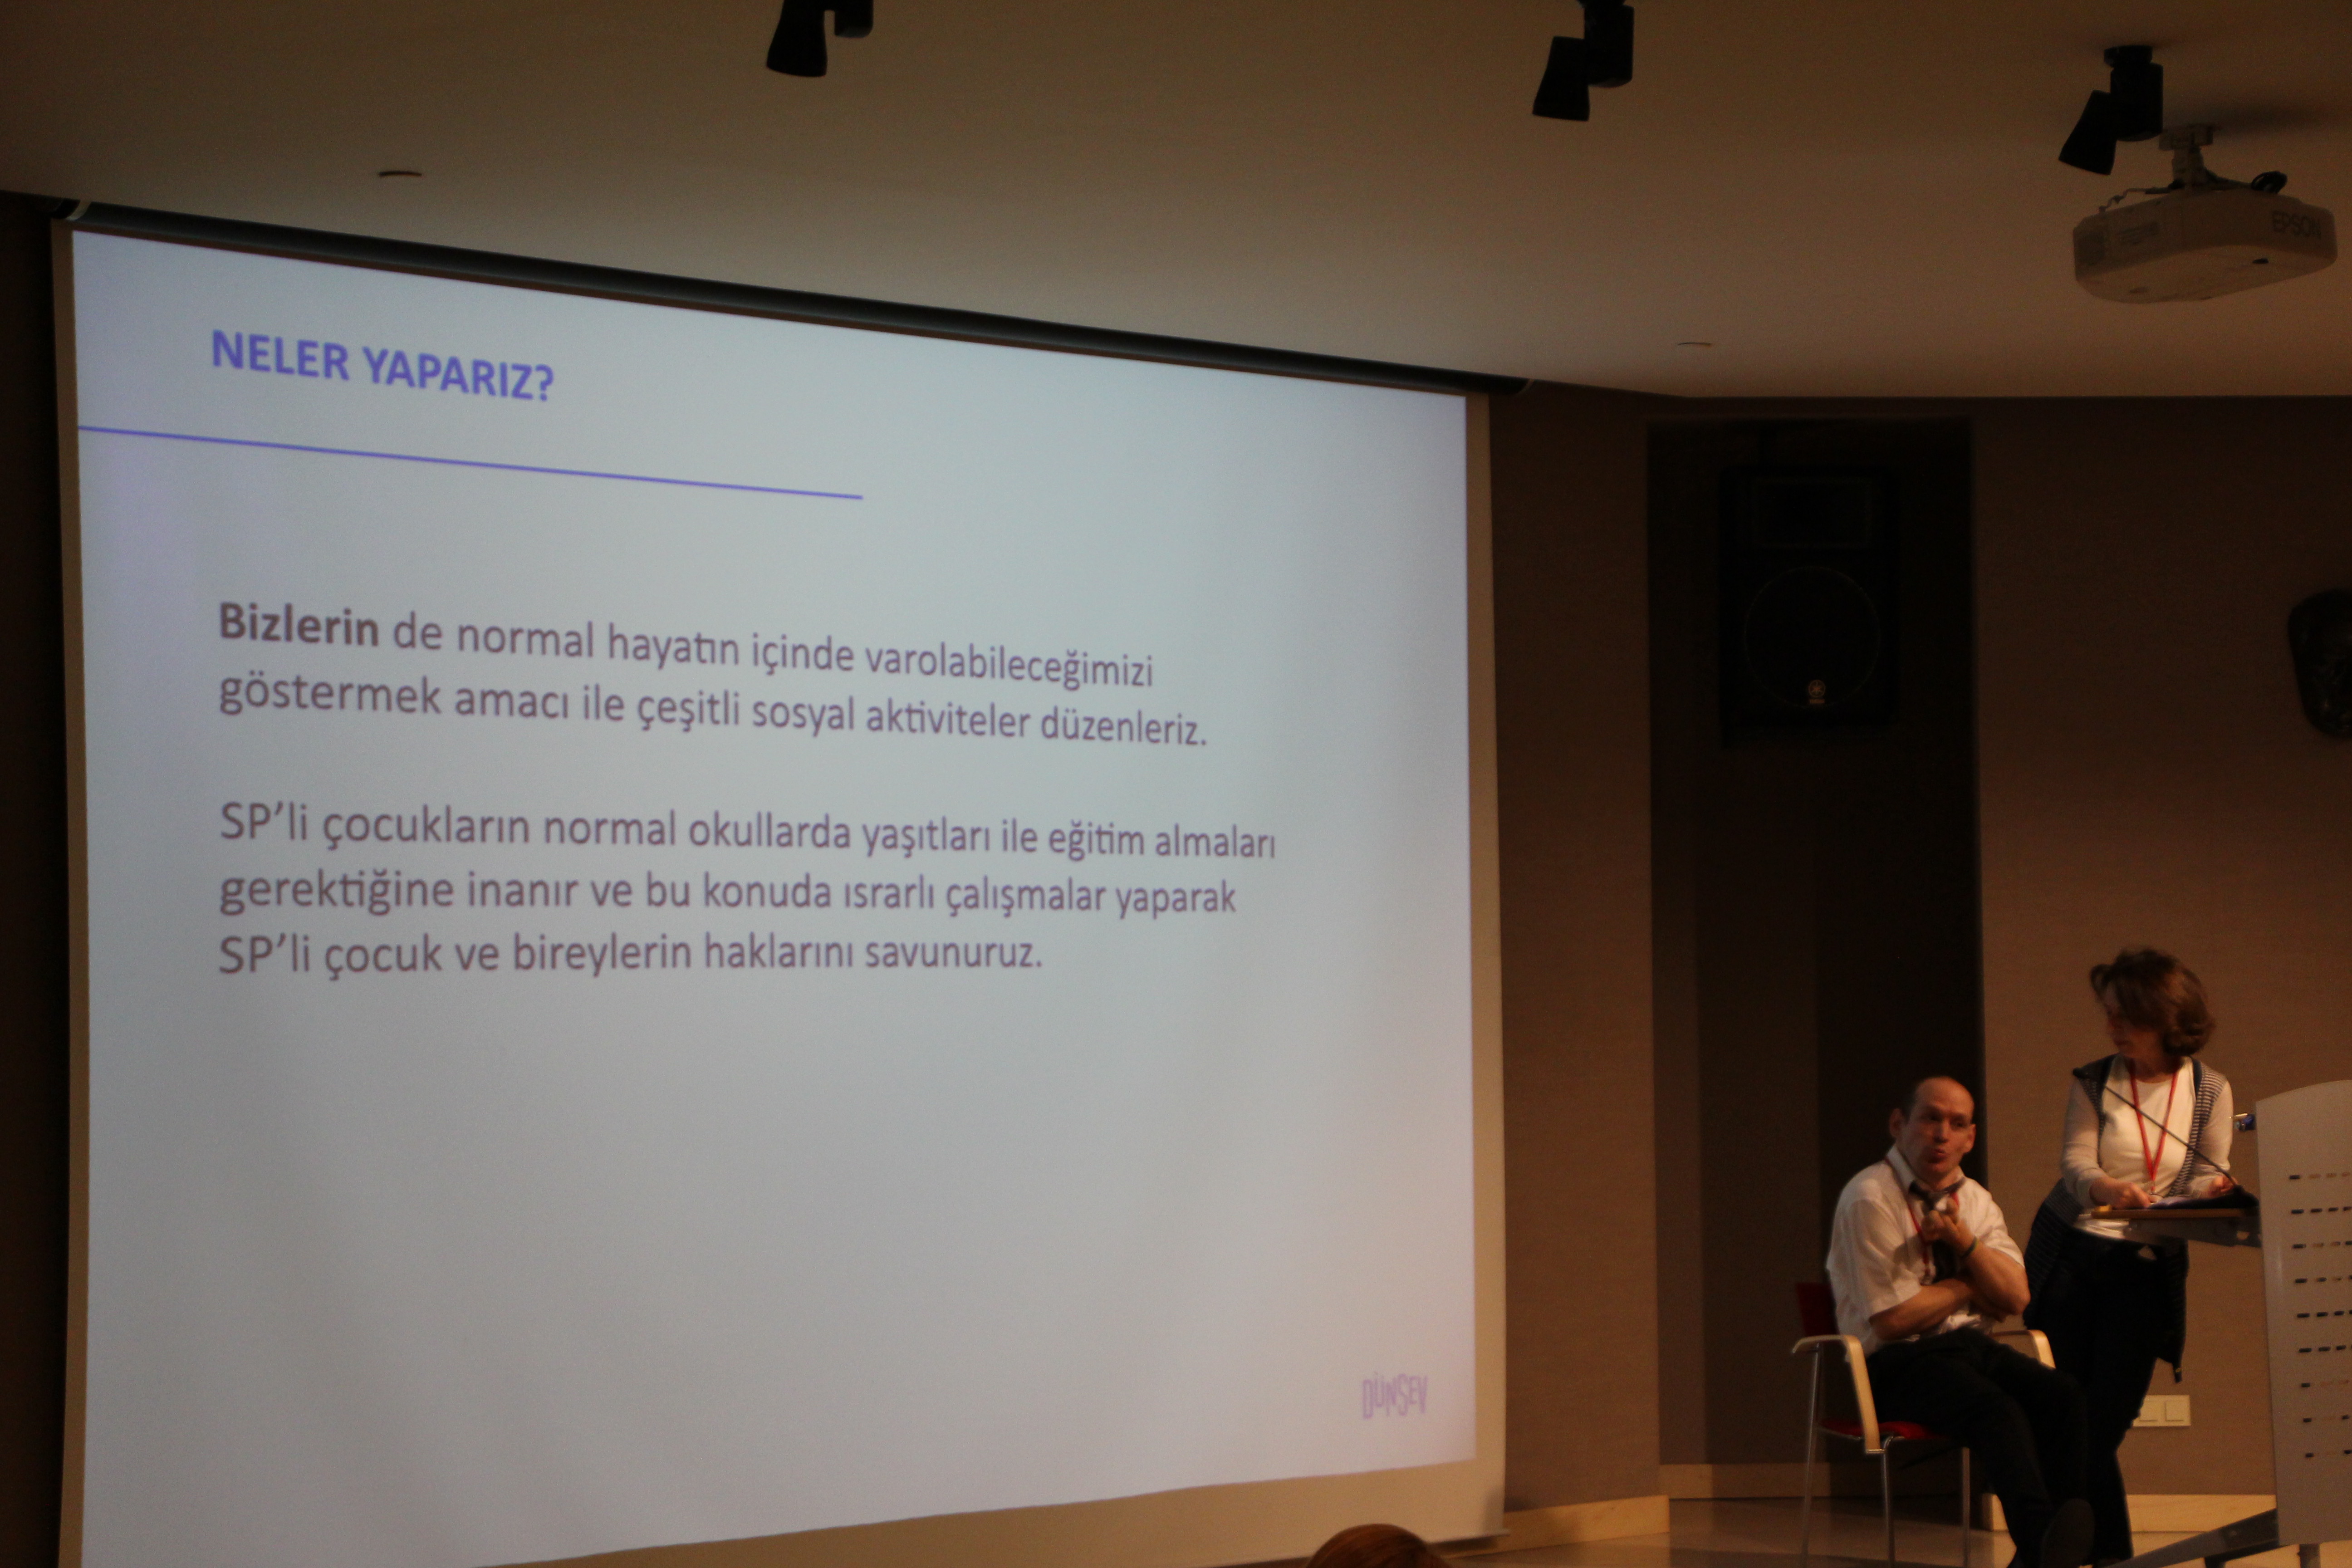 EPSON
NELER YAPARIZ?
Bizlerin de normal hayatın içinde varolabileceğimizi
göstermek amacı ile çeşitli sosyal aktiviteler düzenleriz.
SP'li çocukların normal okullarda yaşıtları ile eğitim almaları
gerektiğine inanır ve bu konuda ısrarlı çalışmalar yaparak
SP'li çocuk ve bireylerin haklarını savunuruz.
DÜNSEV